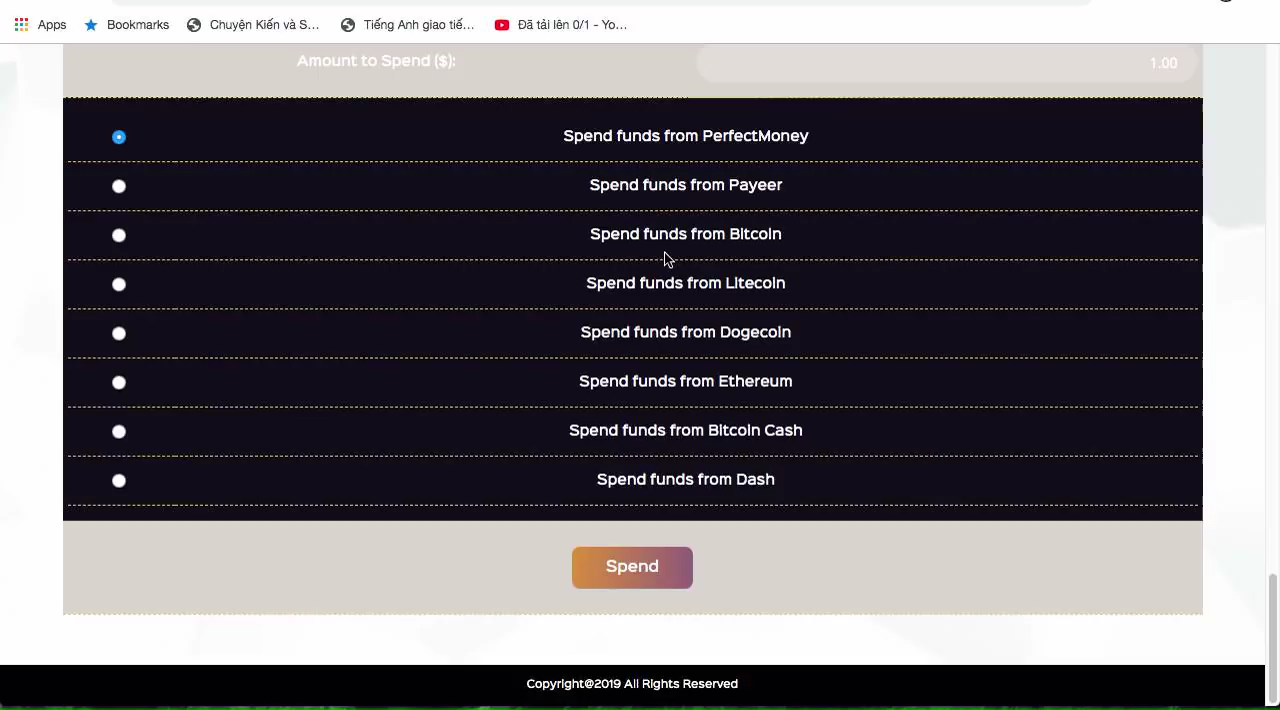 Apps Bookmarks Chuyện Kiến và S... Tiếng Anh giao tiế... Đã tải lên 0/1 - Yo...
Amount to Spend ($): 1.00
Spend funds from PerfectMoney
Spend funds from Payeer
Spend funds from Bitcoin
Spend funds from Litecoin
Spend funds from Dogecoin
Spend funds from Ethereum
Spend funds from Bitcoin Cash
Spend funds from Dash
Spend
Copyright@2019 All Rights Reserved